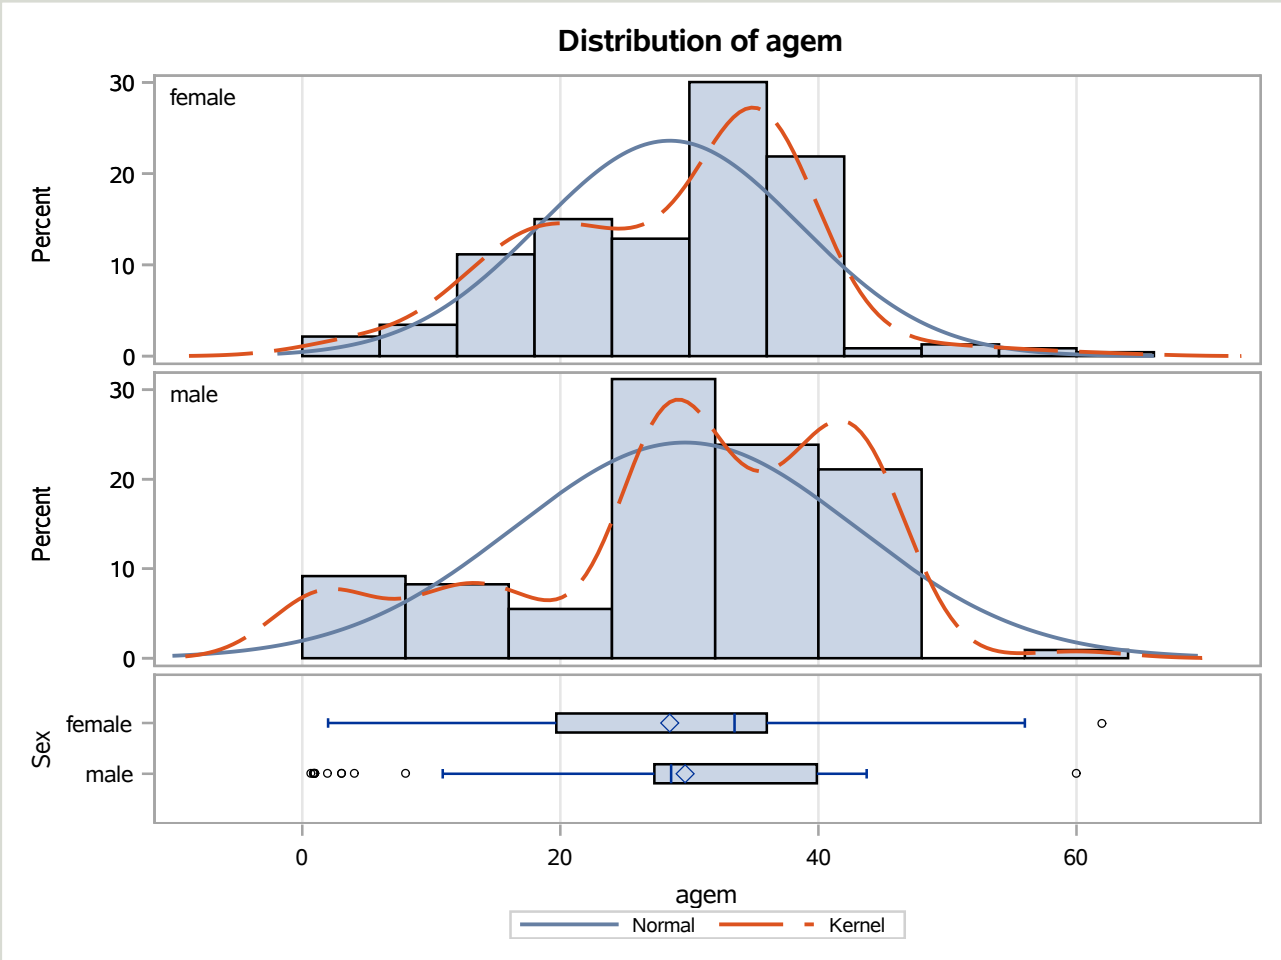 Distribution of agem
30
female
20
10
0
Percent
30
male
20
10
0
Percent
female
male
Sex
0 20 40 60
agem
Normal Kernel